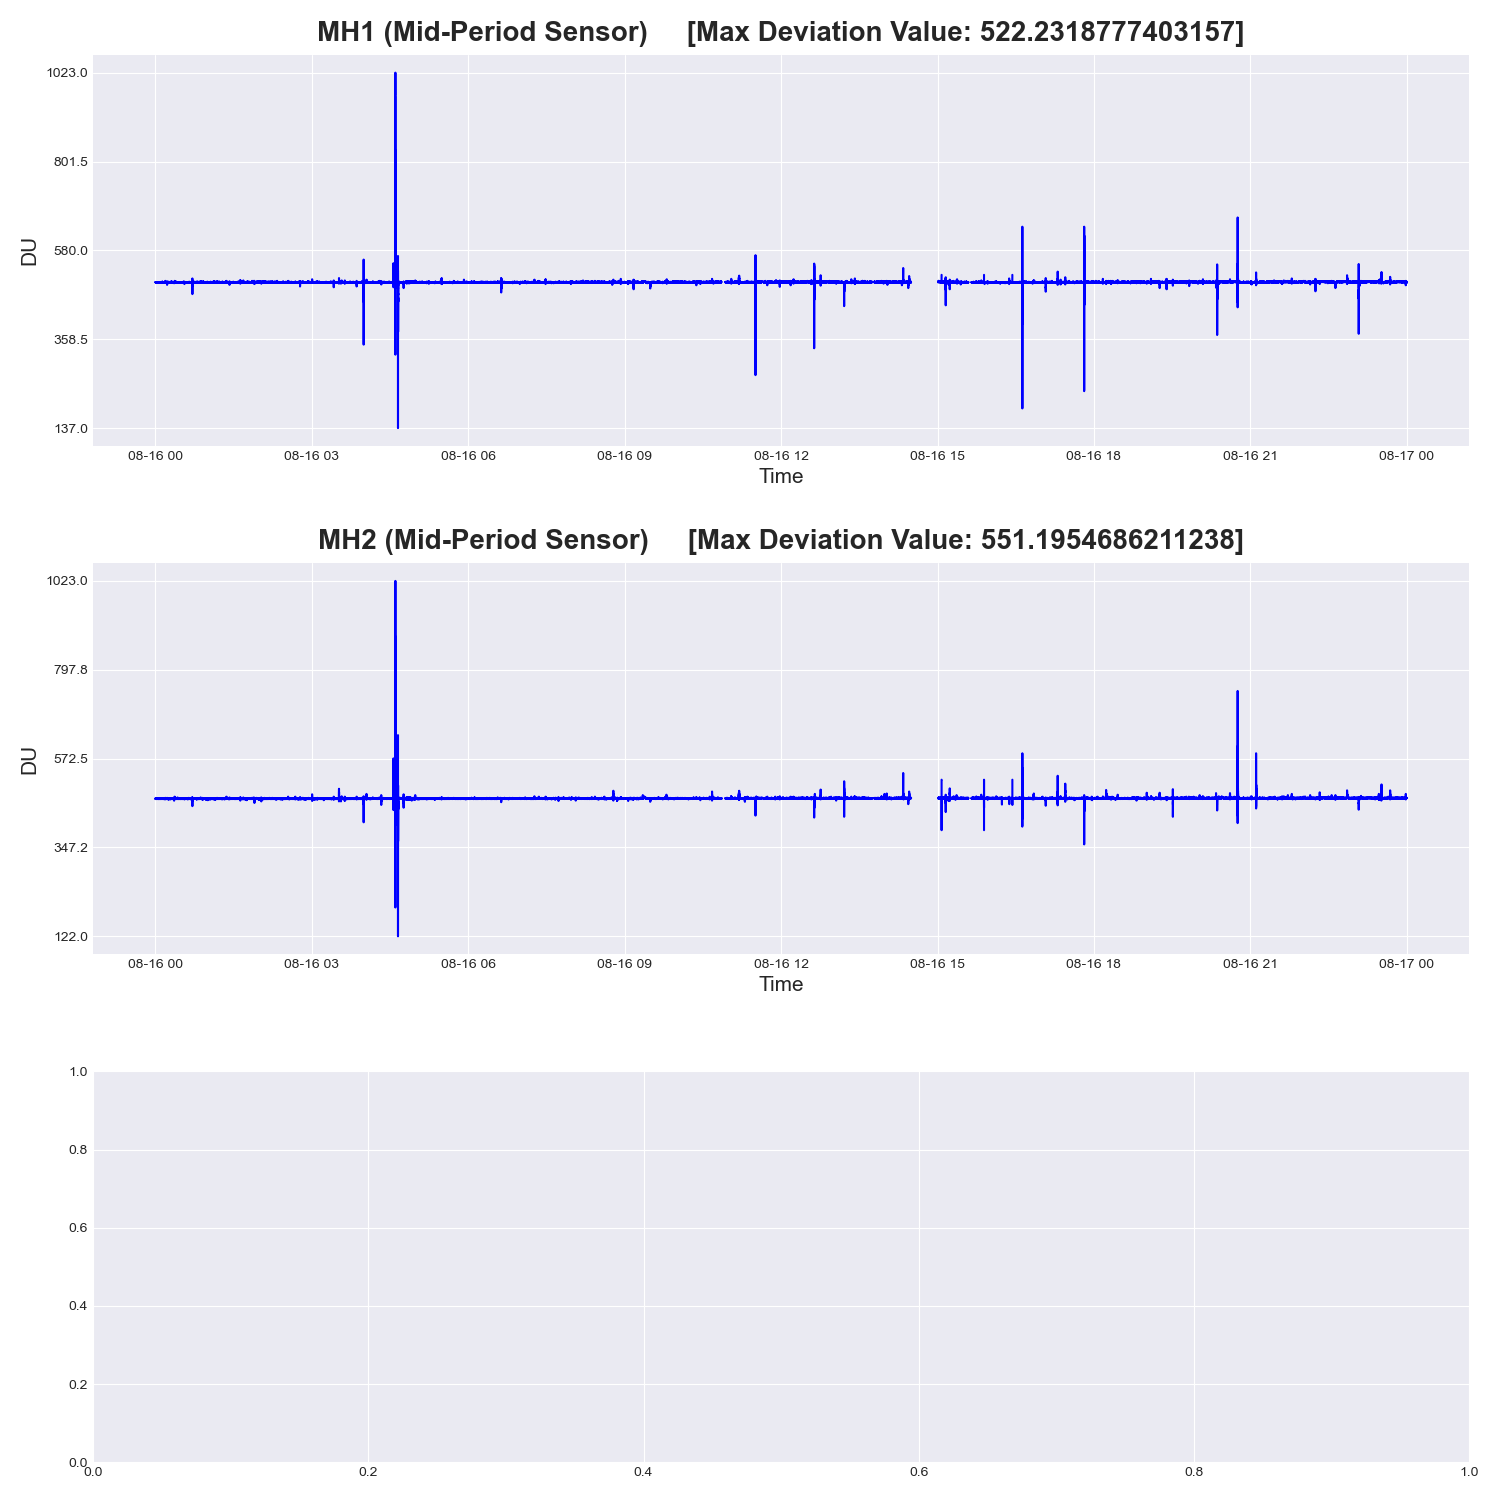 MH1 (Mid-Period Sensor) [Max Deviation Value: 522.2318777403157]
1023.0
801.5
580.0
358.5
137.0
DU
08-16 00 08-16 03 08-16 06 08-16 09 08-16 12 08-16 15 08-16 18 08-16 21 08-17 00
Time
MH2 (Mid-Period Sensor) [Max Deviation Value: 551.1954686211238]
1023.0
797.8
572.5
347.2
122.0
DU
08-16 00 08-16 03 08-16 06 08-16 09 08-16 12 08-16 15 08-16 18 08-16 21 08-17 00
Time
1.0
0.8
0.6
0.4
0.2
0.0
0.0 0.2 0.4 0.6 0.8 1.0